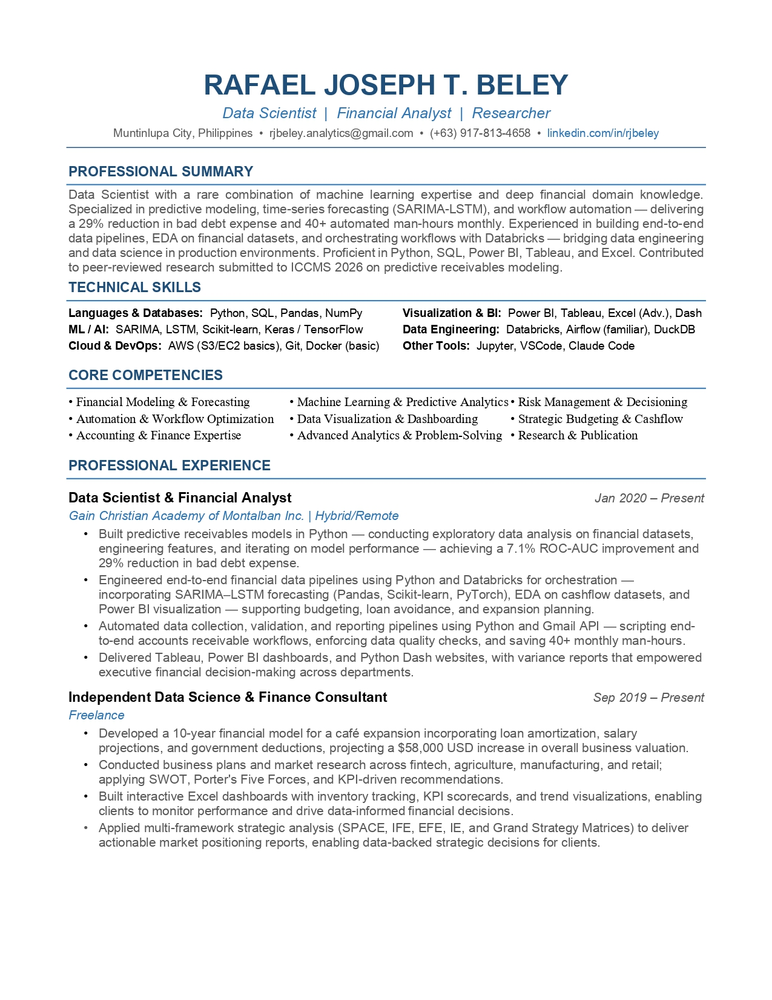 RAFAEL JOSEPH T. BELEY
Data Scientist | Financial Analyst | Researcher
Muntinlupa City, Philippines • rjbeley.analytics@gmail.com • (+63) 917-813-4658 • linkedin.com/in/rjbeley
PROFESSIONAL SUMMARY
Data Scientist with a rare combination of machine learning expertise and deep financial domain knowledge.
Specialized in predictive modeling, time-series forecasting (SARIMA-LSTM), and workflow automation — delivering
a 29% reduction in bad debt expense and 40+ automated man-hours monthly. Experienced in building end-to-end
data pipelines, EDA on financial datasets, and orchestrating workflows with Databricks — bridging data engineering
and data science in production environments. Proficient in Python, SQL, Power BI, Tableau, and Excel. Contributed
to peer-reviewed research submitted to ICCMS 2026 on predictive receivables modeling.
TECHNICAL SKILLS
Languages & Databases: Python, SQL, Pandas, NumPy Visualization & BI: Power BI, Tableau, Excel (Adv.), Dash
ML / AI: SARIMA, LSTM, Scikit-learn, Keras / TensorFlow Data Engineering: Databricks, Airflow (familiar), DuckDB
Cloud & DevOps: AWS (S3/EC2 basics), Git, Docker (basic) Other Tools: Jupyter, VSCode, Claude Code
CORE COMPETENCIES
• Financial Modeling & Forecasting • Machine Learning & Predictive Analytics • Risk Management & Decisioning
• Automation & Workflow Optimization • Data Visualization & Dashboarding • Strategic Budgeting & Cashflow
• Accounting & Finance Expertise • Advanced Analytics & Problem-Solving • Research & Publication
PROFESSIONAL EXPERIENCE
Data Scientist & Financial Analyst Jan 2020 – Present
Gain Christian Academy of Montalban Inc. | Hybrid/Remote
• Built predictive receivables models in Python — conducting exploratory data analysis on financial datasets,
engineering features, and iterating on model performance — achieving a 7.1% ROC-AUC improvement and
29% reduction in bad debt expense.
• Engineered end-to-end financial data pipelines using Python and Databricks for orchestration —
incorporating SARIMA–LSTM forecasting (Pandas, Scikit-learn, PyTorch), EDA on cashflow datasets, and
Power BI visualization — supporting budgeting, loan avoidance, and expansion planning.
• Automated data collection, validation, and reporting pipelines using Python and Gmail API — scripting end-
to-end accounts receivable workflows, enforcing data quality checks, and saving 40+ monthly man-hours.
• Delivered Tableau, Power BI dashboards, and Python Dash websites, with variance reports that empowered
executive financial decision-making across departments.
Independent Data Science & Finance Consultant Sep 2019 – Present
Freelance
• Developed a 10-year financial model for a café expansion incorporating loan amortization, salary
projections, and government deductions, projecting a $58,000 USD increase in overall business valuation.
• Conducted business plans and market research across fintech, agriculture, manufacturing, and retail;
applying SWOT, Porter's Five Forces, and KPI-driven recommendations.
• Built interactive Excel dashboards with inventory tracking, KPI scorecards, and trend visualizations, enabling
clients to monitor performance and drive data-informed financial decisions.
• Applied multi-framework strategic analysis (SPACE, IFE, EFE, IE, and Grand Strategy Matrices) to deliver
actionable market positioning reports, enabling data-backed strategic decisions for clients.